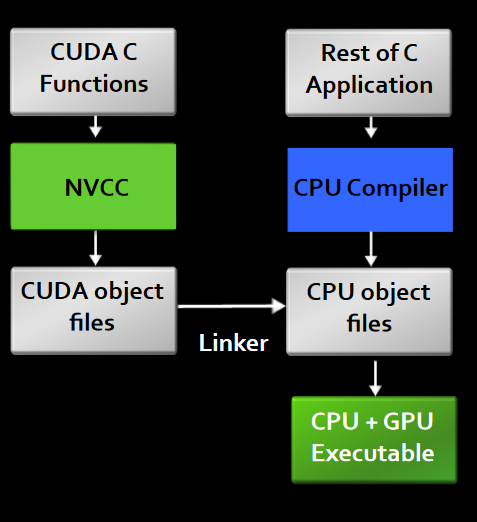 CUDA C
Functions
Rest of C
Application
NVCC
CPU Compiler
CUDA object
files
CPU object
files
Linker
CPU + GPU
Executable